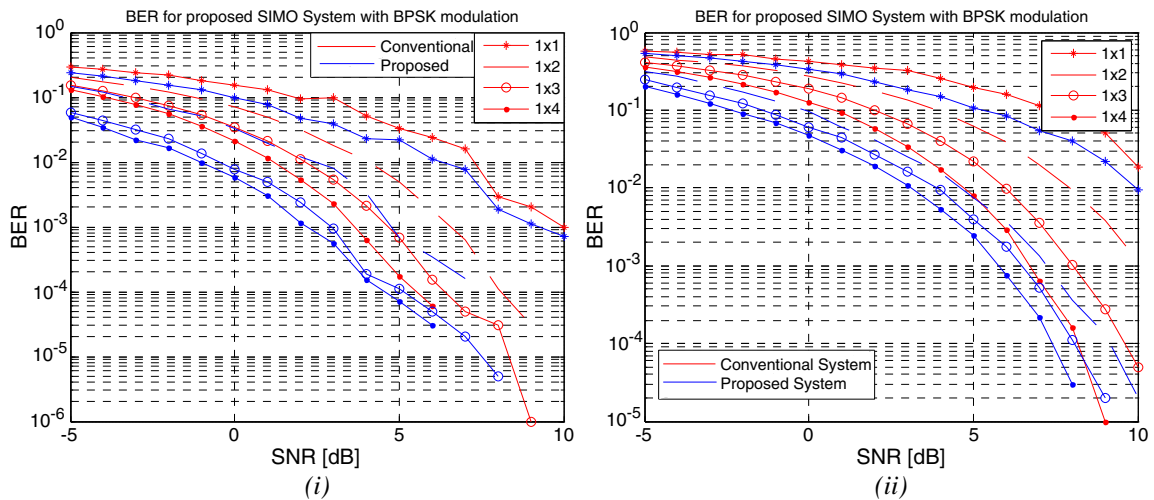 BER for proposed SIMO System with BPSK modulation
10^0
10^-1
10^-2
10^-3
10^-4
10^-5
10^-6
BER
-5
0
5
10
SNR [dB]
Conventional
Proposed
1x1
1x2
1x3
1x4
(i)
BER for proposed SIMO System with BPSK modulation
10^0
10^-1
10^-2
10^-3
10^-4
10^-5
BER
-5
0
5
10
SNR [dB]
1x1
1x2
1x3
1x4
Conventional System
Proposed System
(ii)